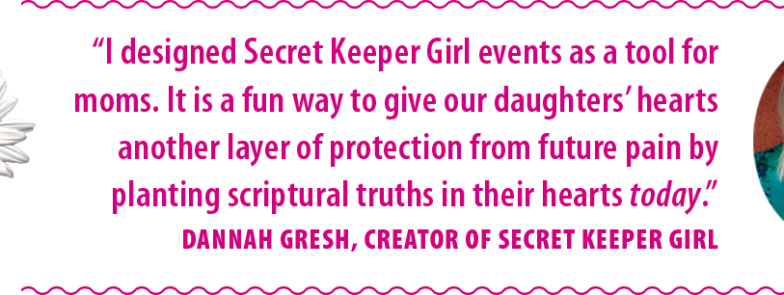 “I designed Secret Keeper Girl events as a tool for
moms. It is a fun way to give our daughters’ hearts
another layer of protection from future pain by
planting scriptural truths in their hearts today.”
DANNAH GRESH, CREATOR OF SECRET KEEPER GIRL